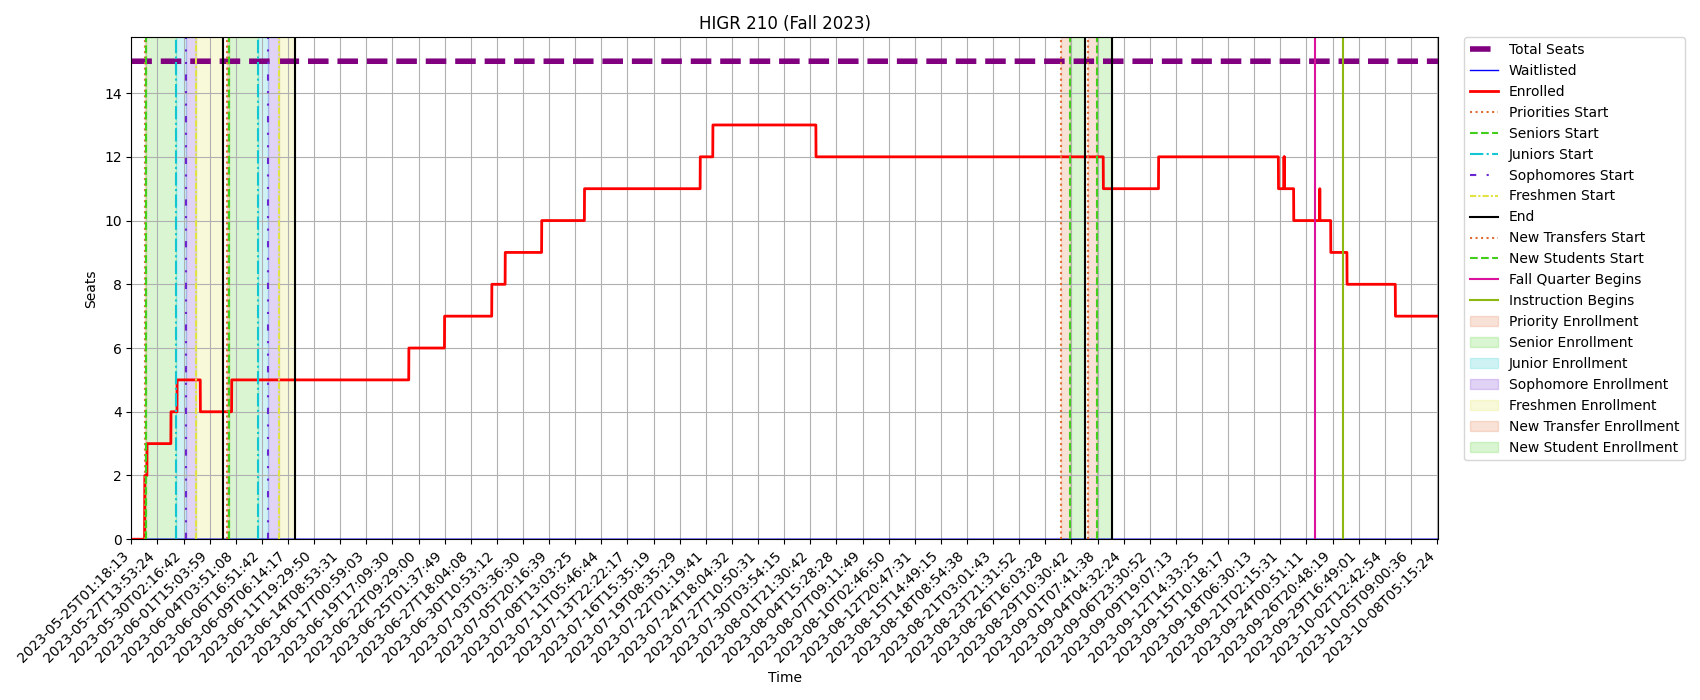 HIGR 210 (Fall 2023)
Seats
14
12
10
8
6
4
2
0
2023-05-25T01:18:13
2023-05-27T13:53:24
2023-05-30T02:16:42
2023-06-01T15:03:59
2023-06-04T03:51:08
2023-06-06T16:51:42
2023-06-09T06:14:17
2023-06-11T19:29:50
2023-06-14T08:53:31
2023-06-17T00:59:03
2023-06-19T17:09:30
2023-06-22T09:29:00
2023-06-25T01:37:49
2023-06-27T18:04:08
2023-06-30T10:53:12
2023-07-03T03:36:30
2023-07-05T20:16:39
2023-07-08T13:03:25
2023-07-11T05:46:44
2023-07-13T22:22:17
2023-07-16T15:35:19
2023-07-19T08:35:29
2023-07-22T01:19:41
2023-07-24T18:04:32
2023-07-27T10:50:31
2023-07-30T03:54:15
2023-08-01T21:30:42
2023-08-04T15:28:28
2023-08-07T09:11:49
2023-08-10T02:46:50
2023-08-12T20:47:31
2023-08-15T14:49:15
2023-08-18T08:54:38
2023-08-21T03:01:43
2023-08-23T21:31:52
2023-08-26T16:03:28
2023-08-29T10:30:42
2023-09-01T07:41:38
2023-09-04T04:32:24
2023-09-06T23:30:52
2023-09-09T19:07:13
2023-09-12T14:33:25
2023-09-15T10:18:17
2023-09-18T06:30:13
2023-09-21T02:15:31
2023-09-24T00:51:11
2023-09-26T20:48:19
2023-09-29T16:49:01
2023-10-02T12:42:54
2023-10-05T09:00:36
2023-10-08T05:15:24
Time
Total Seats
Waitlisted
Enrolled
Priorities Start
Seniors Start
Juniors Start
Sophomores Start
Freshmen Start
End
New Transfers Start
New Students Start
Fall Quarter Begins
Instruction Begins
Priority Enrollment
Senior Enrollment
Junior Enrollment
Sophomore Enrollment
Freshmen Enrollment
New Transfer Enrollment
New Student Enrollment